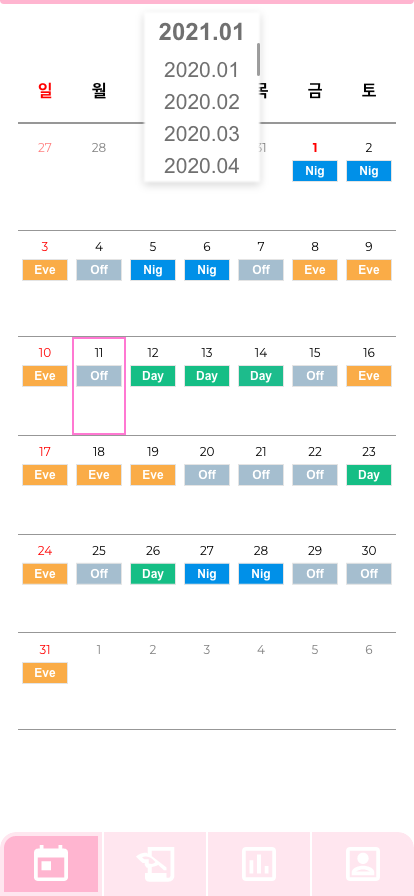 2021.01
2020.01
2020.02
2020.03
2020.04
일 월 금 토
27 28 1 2
Nig Nig
3 4 5 6 7 8 9
Eve Off Nig Nig Off Eve Eve
10 11 12 13 14 15 16
Eve Off Day Day Day Off Eve
17 18 19 20 21 22 23
Eve Eve Eve Off Off Off Day
24 25 26 27 28 29 30
Eve Off Day Nig Nig Off Off
31 1 2 3 4 5 6
Eve